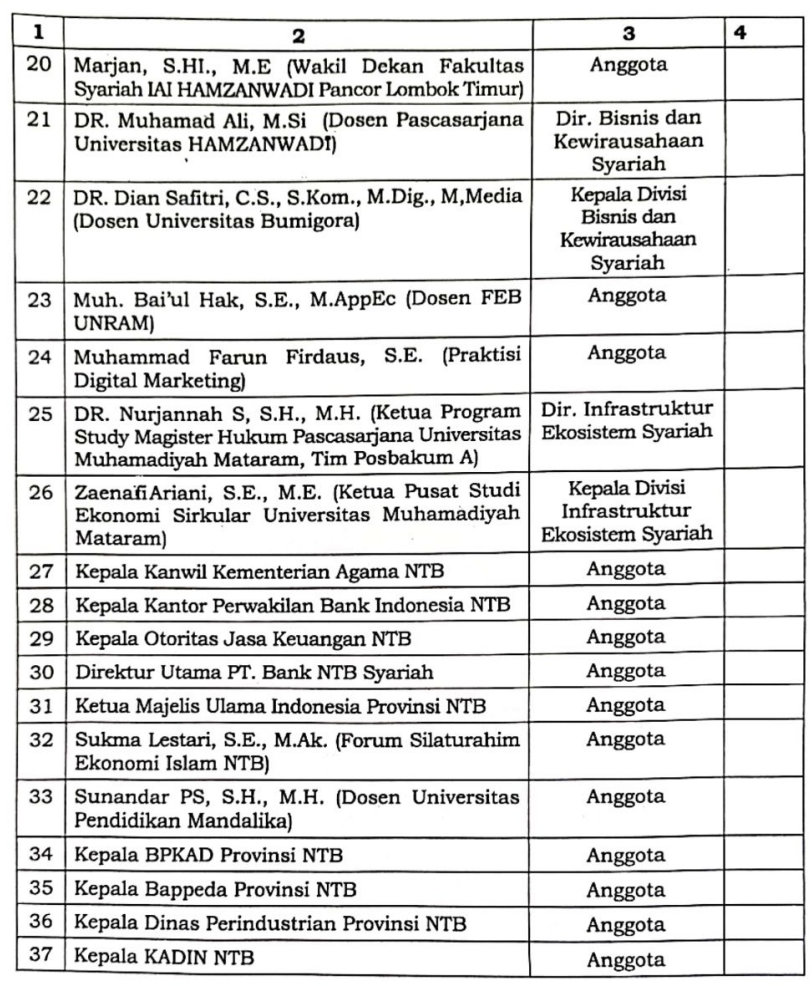 1 2 3 4
20 Marjan, S.HI., M.E (Wakil Dekan Fakultas Anggota
Syariah IAI HAMZANWADI Pancor Lombok Timur)
21 DR. Muhamad Ali, M.Si (Dosen Pascasarjana Dir. Bisnis dan
Universitas HAMZANWADI) Kewirausahaan
Syariah
22 DR. Dian Safitri, C.S., S.Kom., M.Dig., M,Media Kepala Divisi
(Dosen Universitas Bumigora) Bisnis dan
Kewirausahaan
Syariah
23 Muh. Bai'ul Hak, S.E., M.AppEc (Dosen FEB Anggota
UNRAM)
24 Muhammad Farun Firdaus, S.E. (Praktisi Anggota
Digital Marketing)
25 DR. Nurjannah S, S.H., M.H. (Ketua Program Dir. Infrastruktur
Study Magister Hukum Pascasarjana Universitas Ekosistem Syariah
Muhamadiyah Mataram, Tim Posbakum A)
26 Zaenafi Ariani, S.E., M.E. (Ketua Pusat Studi Kepala Divisi
Ekonomi Sirkular Universitas Muhamadiyah Infrastruktur
Mataram) Ekosistem Syariah
27 Kepala Kanwil Kementerian Agama NTB Anggota
28 Kepala Kantor Perwakilan Bank Indonesia NTB Anggota
29 Kepala Otoritas Jasa Keuangan NTB Anggota
30 Direktur Utama PT. Bank NTB Syariah Anggota
31 Ketua Majelis Ulama Indonesia Provinsi NTB Anggota
32 Sukma Lestari, S.E., M.Ak. (Forum Silaturahim Anggota
Ekonomi Islam NTB)
33 Sunandar PS, S.H., M.H. (Dosen Universitas Anggota
Pendidikan Mandalika)
34 Kepala BPKAD Provinsi NTB Anggota
35 Kepala Bappeda Provinsi NTB Anggota
36 Kepala Dinas Perindustrian Provinsi NTB Anggota
37 Kepala KADIN NTB Anggota